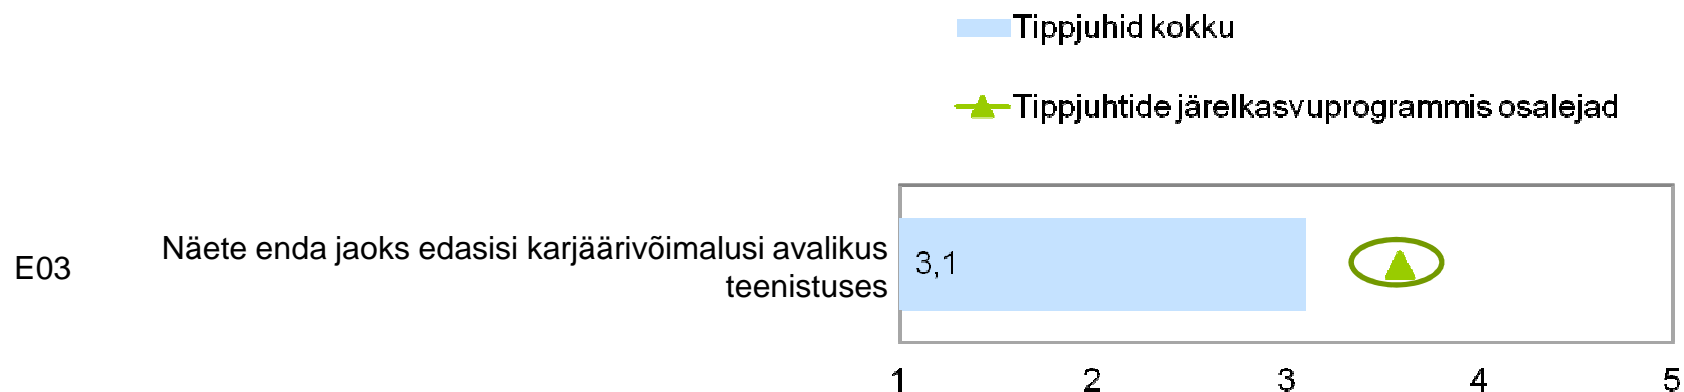 Tippjuhid kokku
Tippjuhtide järelkasvuprogrammis osalejad
E03
Näete enda jaoks edasisi karjäärivõimalusi avalikus
teenistuses
3,1
1 2 3 4 5